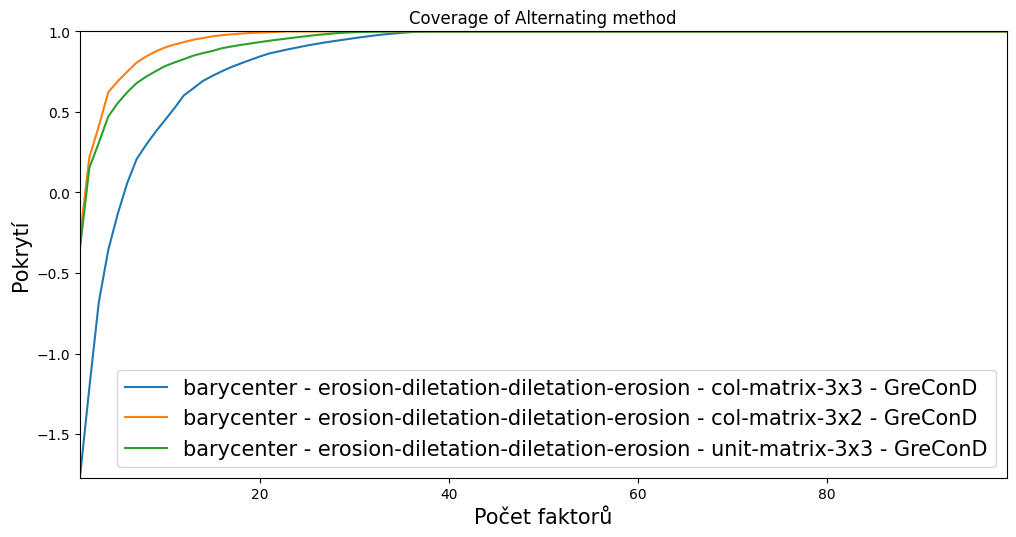 Coverage of Alternating method
1.0
0.5
0.0
−0.5
−1.0
−1.5
Pokrytí
barycenter - erosion-diletation-diletation-erosion - col-matrix-3x3 - GreConD
barycenter - erosion-diletation-diletation-erosion - col-matrix-3x2 - GreConD
barycenter - erosion-diletation-diletation-erosion - unit-matrix-3x3 - GreConD
20 40 60 80
Počet faktorů